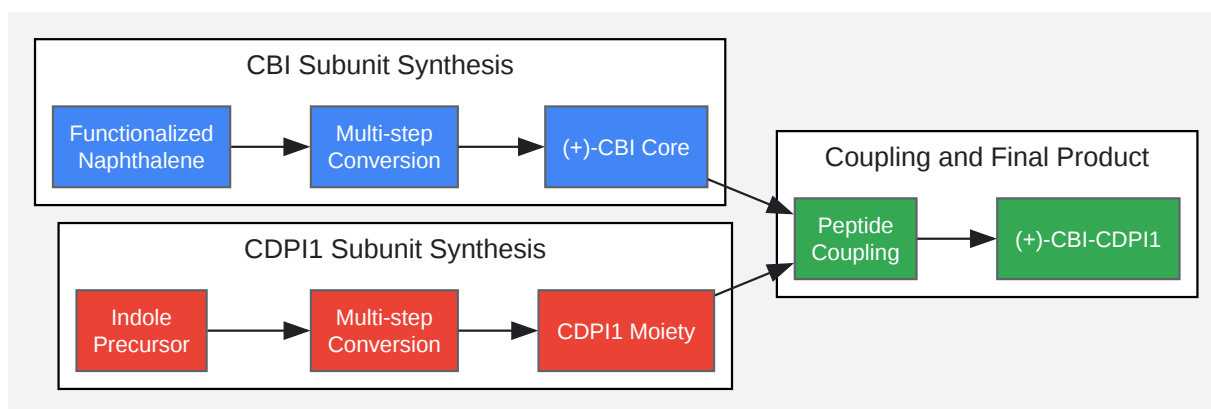 CBI Subunit Synthesis
Functionalized
Naphthalene
Multi-step
Conversion
(+)-CBI Core
CDPI1 Subunit Synthesis
Indole
Precursor
Multi-step
Conversion
CDPI1 Moiety
Coupling and Final Product
Peptide
Coupling
(+)-CBI-CDPI1